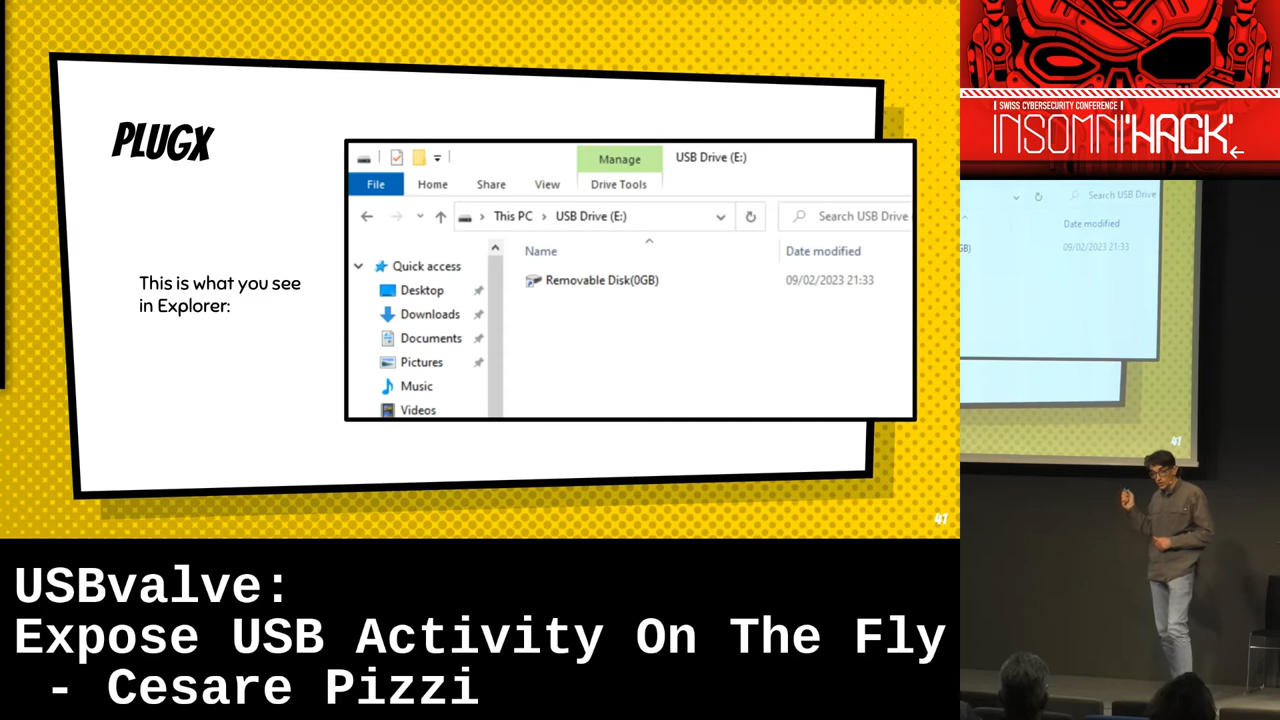 PLUGX
This is what you see
in Explorer:
Manage
USB Drive (E:)
File
Home
Share
View
Drive Tools
This PC
USB Drive (E:)
Search USB Drive
Name
Date modified
Quick access
Desktop
Downloads
Documents
Pictures
Music
Videos
Removable Disk(0GB)
09/02/2023 21:33
41
USBvalve:
Expose USB Activity On The Fly
- Cesare Pizzi
SWISS CYBERSECURITY CONFERENCE
INSOMNI'HACK
Search USB Drive
Date modified
GB)
09/02/2023 21:33
41